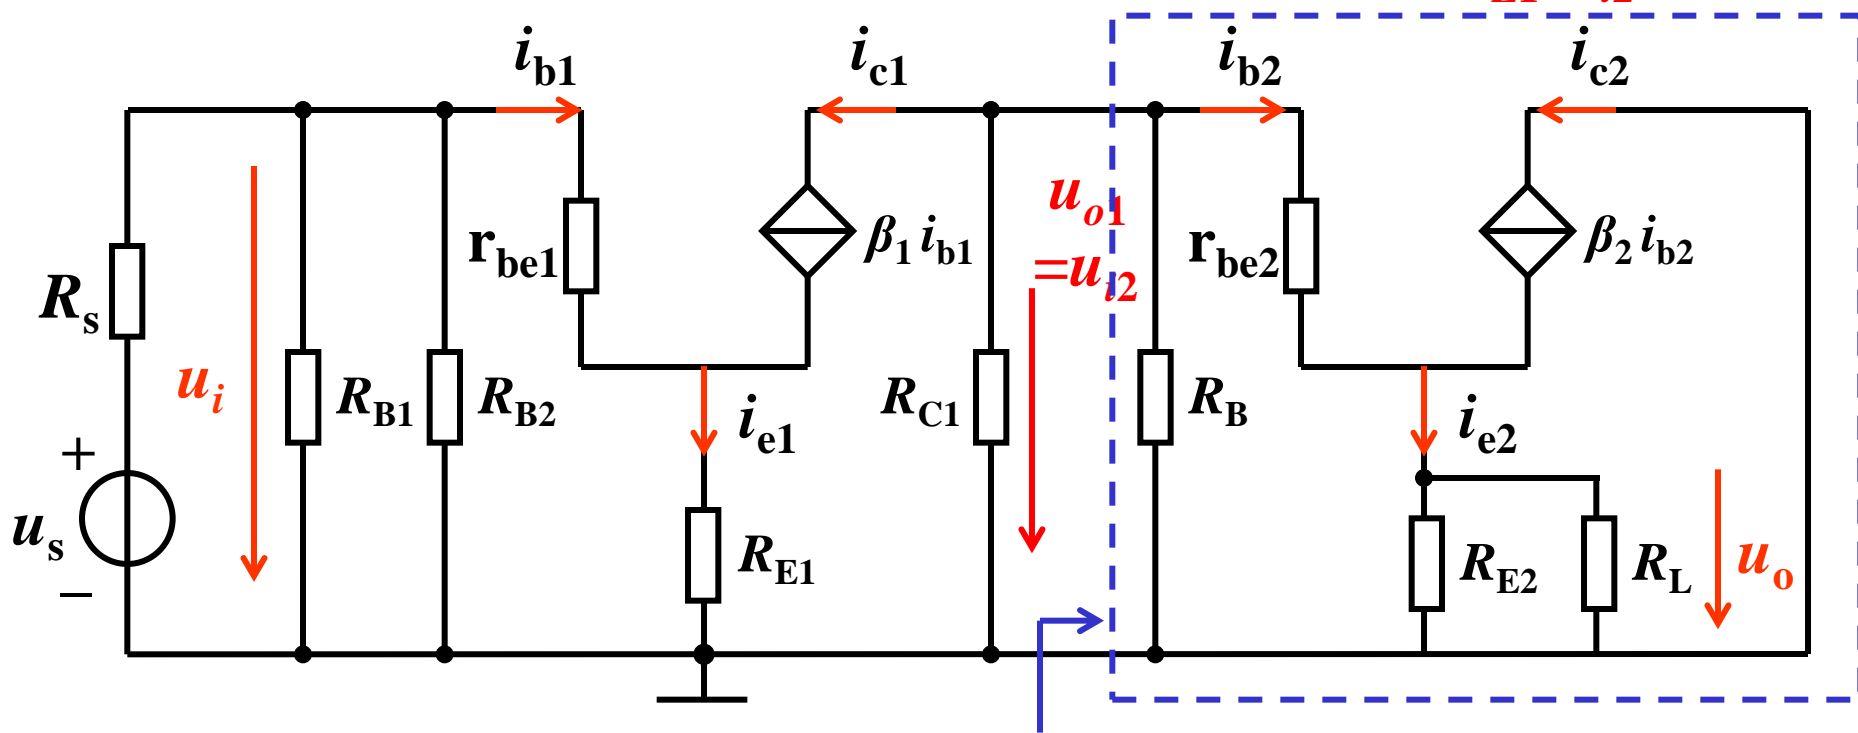 i_b1
i_c1
i_b2
i_c2
u_o1
=u_i2
r_be1
β_1 i_b1
r_be2
β_2 i_b2
R_s
u_i
R_B1
R_B2
i_e1
R_C1
R_B
i_e2
+
u_s
−
R_E1
R_E2
R_L
u_o